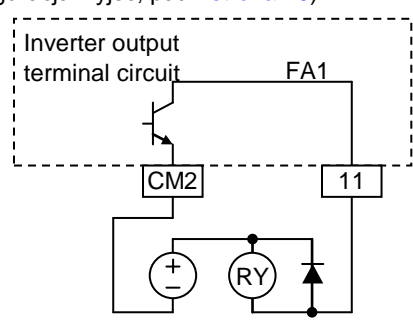 Inverter output
terminal circuit
FA1
CM2
11
+
−
RY